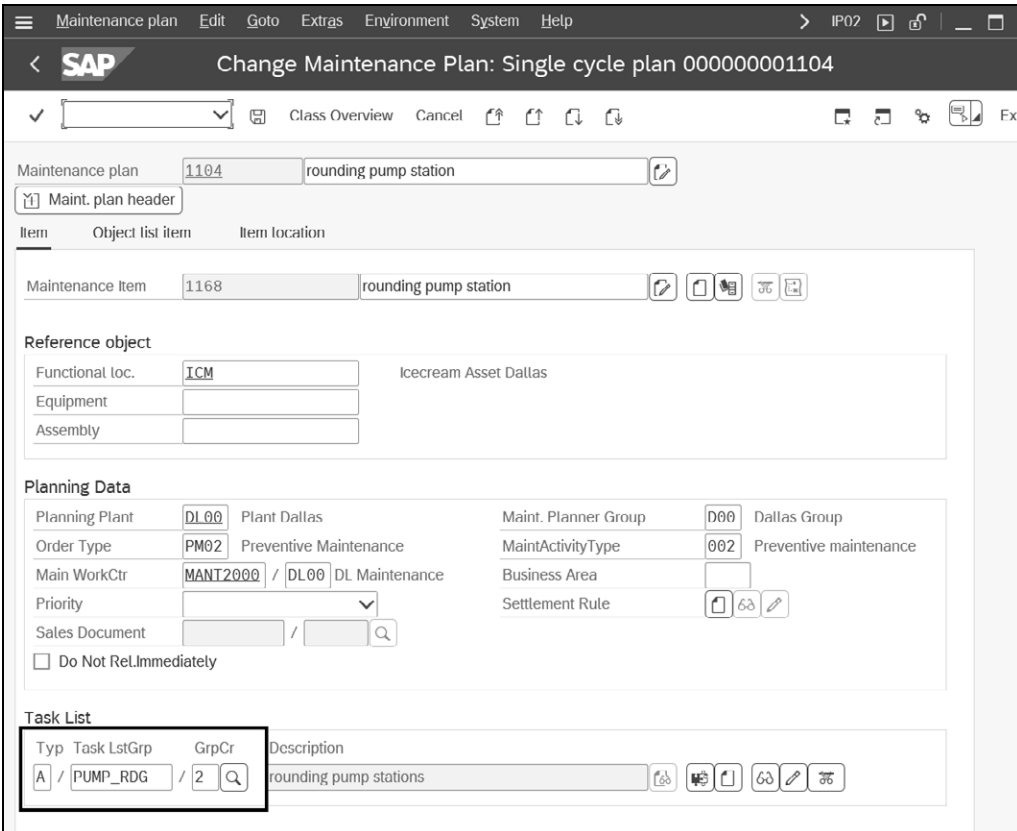 Maintenance plan Edit Goto Extras Environment System Help IP02
SAP Change Maintenance Plan: Single cycle plan 000000001104
Class Overview Cancel Ex
Maintenance plan 1104 rounding pump station
Maint. plan header
Item Object list item Item location
Maintenance Item 1168 rounding pump station
Reference object
Functional loc. ICM Icecream Asset Dallas
Equipment
Assembly
Planning Data
Planning Plant DL00 Plant Dallas Maint. Planner Group D00 Dallas Group
Order Type PM02 Preventive Maintenance MaintActivityType 002 Preventive maintenance
Main WorkCtr MANT2000 / DL00 DL Maintenance Business Area
Priority Settlement Rule
Sales Document /
Do Not Rel.Immediately
Task List
Typ Task LstGrp GrpCr Description
A / PUMP_RDG / 2 rounding pump stations